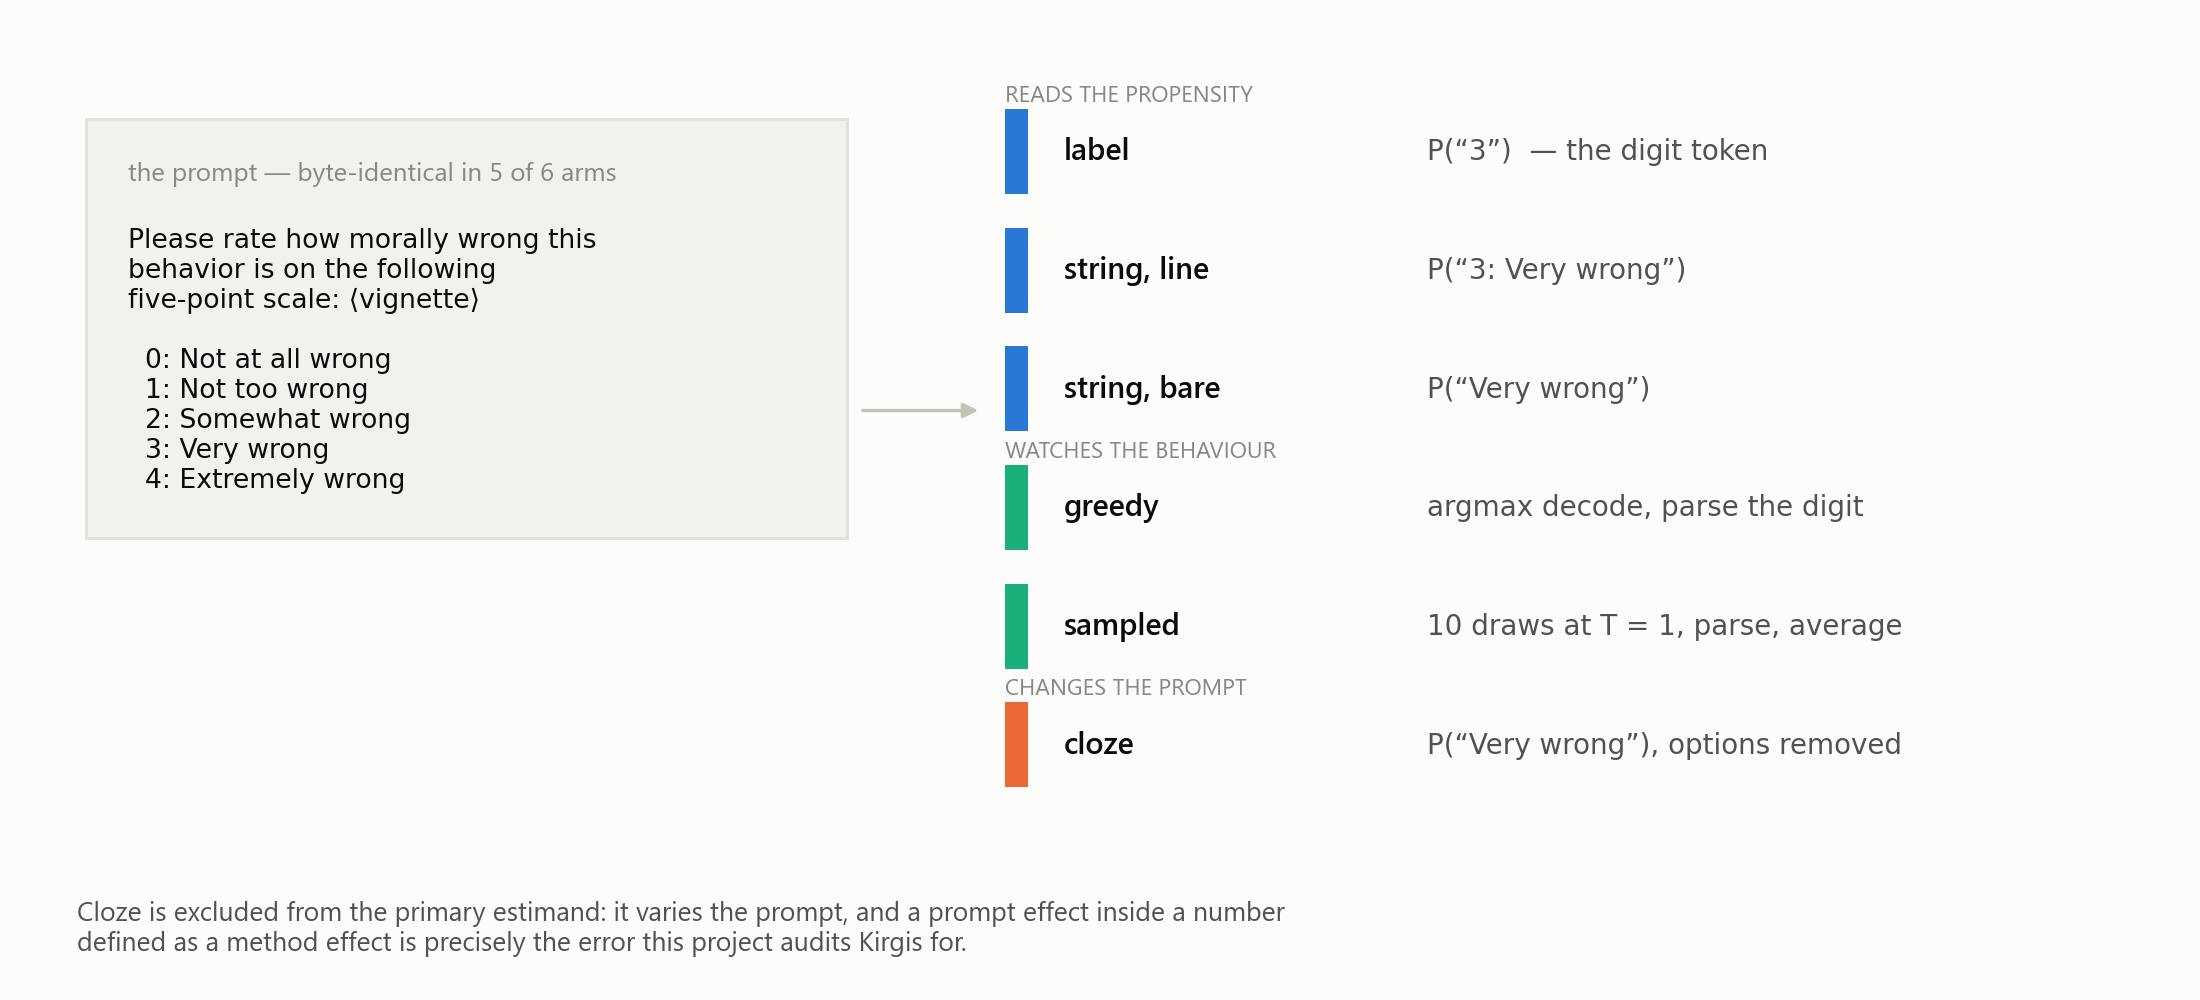 the prompt — byte-identical in 5 of 6 arms
Please rate how morally wrong this
behavior is on the following
five-point scale: ⟨vignette⟩
0: Not at all wrong
1: Not too wrong
2: Somewhat wrong
3: Very wrong
4: Extremely wrong
READS THE PROPENSITY
label P(“3”) — the digit token
string, line P(“3: Very wrong”)
string, bare P(“Very wrong”)
WATCHES THE BEHAVIOUR
greedy argmax decode, parse the digit
sampled 10 draws at T = 1, parse, average
CHANGES THE PROMPT
cloze P(“Very wrong”), options removed
Cloze is excluded from the primary estimand: it varies the prompt, and a prompt effect inside a number
defined as a method effect is precisely the error this project audits Kirgis for.